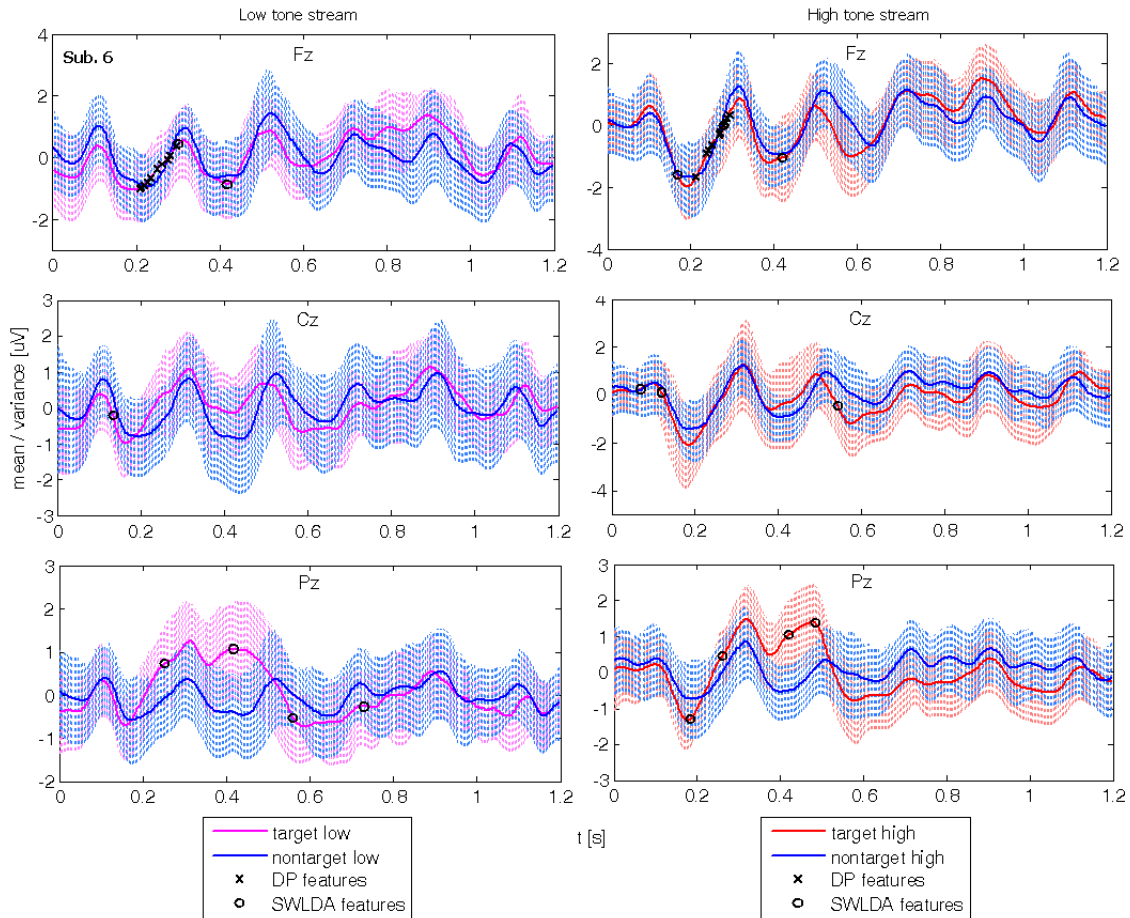 Low tone stream
High tone stream
Sub. 6
Fz
4
2
0
-2
0 0.2 0.4 0.6 0.8 1 1.2
Fz
2
0
-2
-4
0 0.2 0.4 0.6 0.8 1 1.2
mean / variance [uV]
Cz
3
2
1
0
-1
-2
-3
0 0.2 0.4 0.6 0.8 1 1.2
Cz
4
2
0
-2
-4
0 0.2 0.4 0.6 0.8 1 1.2
Pz
3
2
1
0
-1
-2
0 0.2 0.4 0.6 0.8 1 1.2
Pz
3
2
1
0
-1
-2
-3
0 0.2 0.4 0.6 0.8 1 1.2
t [s]
target low
nontarget low
DP features
SWLDA features
target high
nontarget high
DP features
SWLDA features